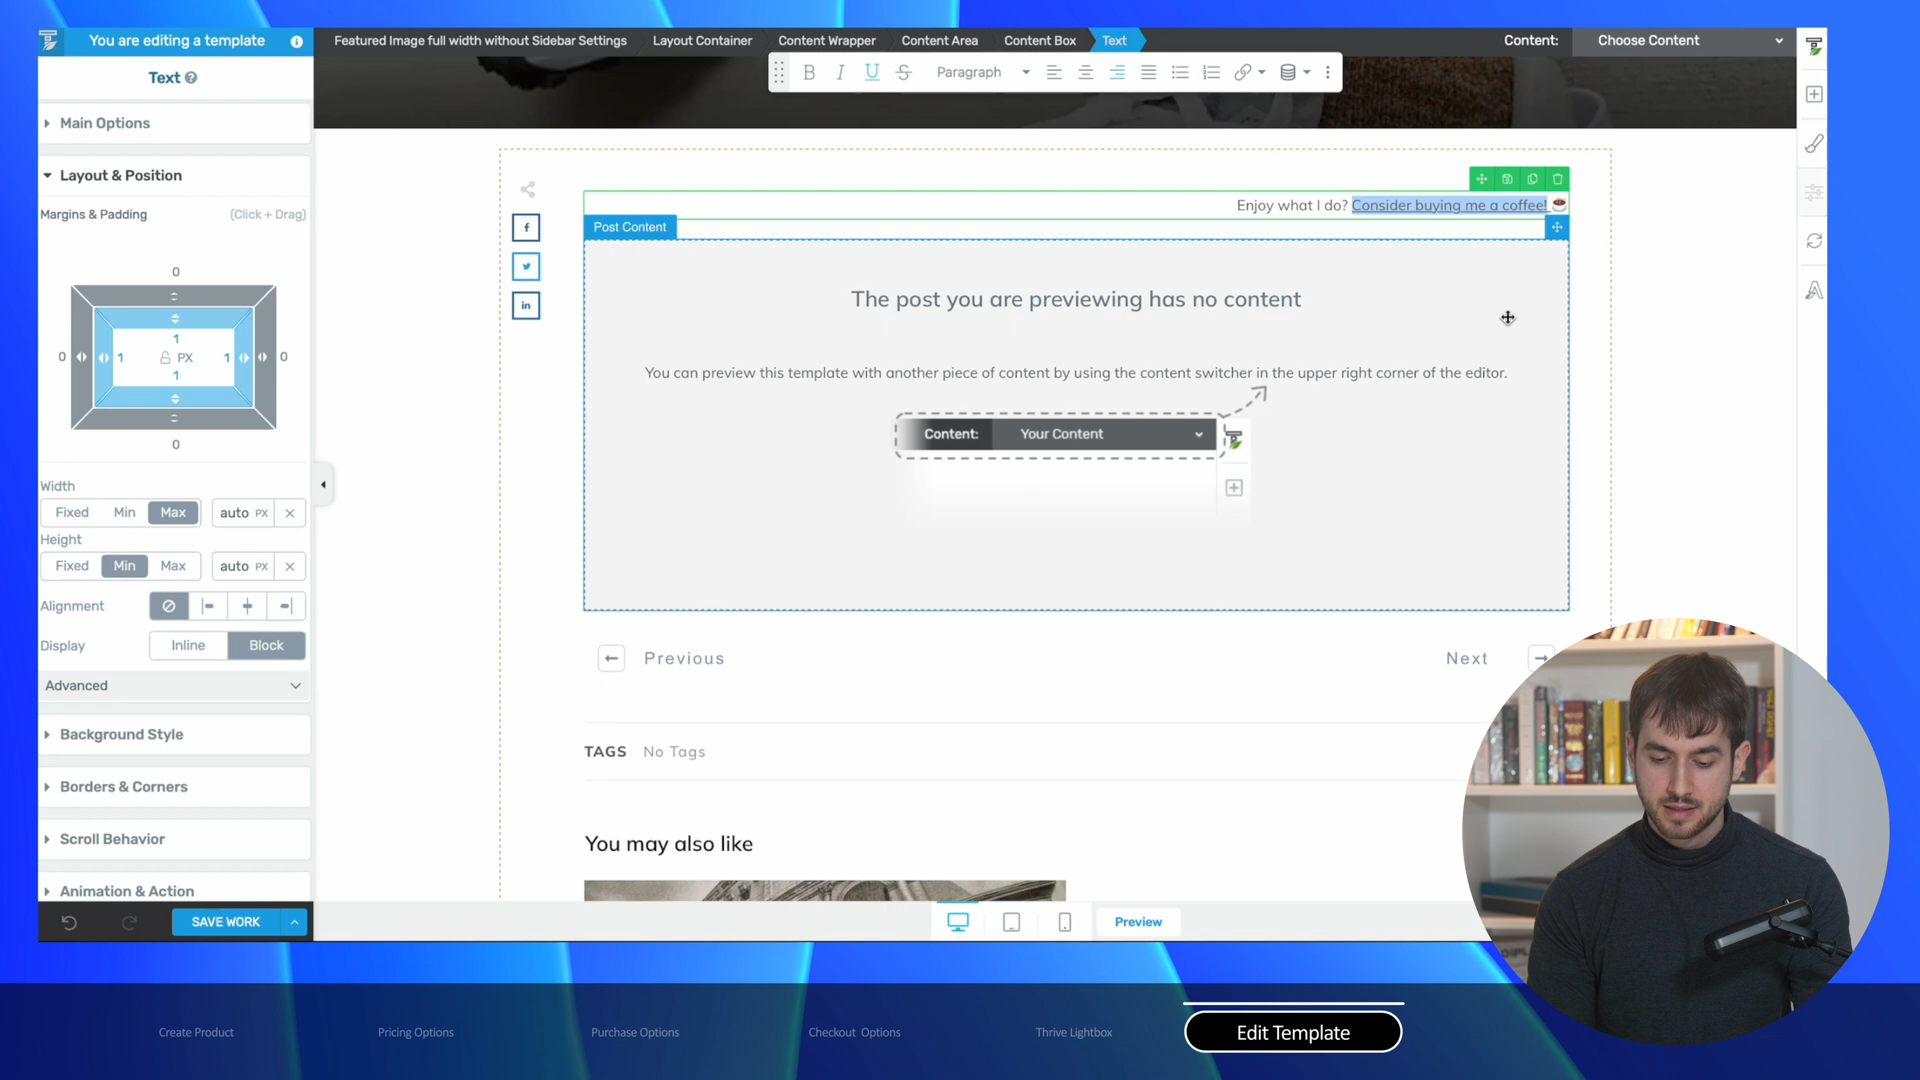 You are editing a template
Featured Image full width without Sidebar Settings
Layout Container
Content Wrapper
Content Area
Content Box
Text
Content:
Choose Content
Text
Paragraph
Main Options
Layout & Position
Margins & Padding
(Click + Drag)
0
1
0
1
PX
1
0
1
0
Width
Fixed
Min
Max
auto PX
Height
Fixed
Min
Max
auto PX
Alignment
Display
Inline
Block
Advanced
Background Style
Borders & Corners
Scroll Behavior
Animation & Action
SAVE WORK
Enjoy what I do? Consider buying me a coffee!
Post Content
The post you are previewing has no content
You can preview this template with another piece of content by using the content switcher in the upper right corner of the editor.
Content:
Your Content
Previous
Next
TAGS No Tags
You may also like
Preview
Create Product
Pricing Options
Purchase Options
Checkout Options
Thrive Lightbox
Edit Template